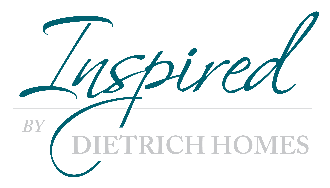 Inspired
BY
DIETRICH HOMES